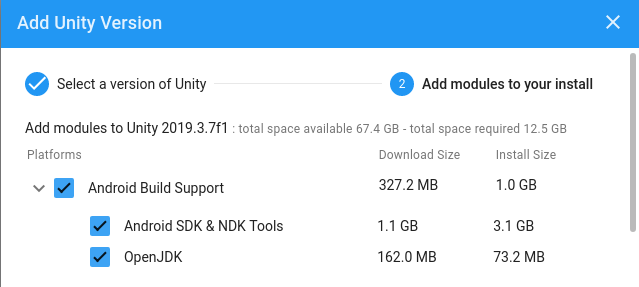 Add Unity Version
Select a version of Unity
2 Add modules to your install
Add modules to Unity 2019.3.7f1 : total space available 67.4 GB - total space required 12.5 GB
Platforms Download Size Install Size
Android Build Support 327.2 MB 1.0 GB
Android SDK & NDK Tools 1.1 GB 3.1 GB
OpenJDK 162.0 MB 73.2 MB